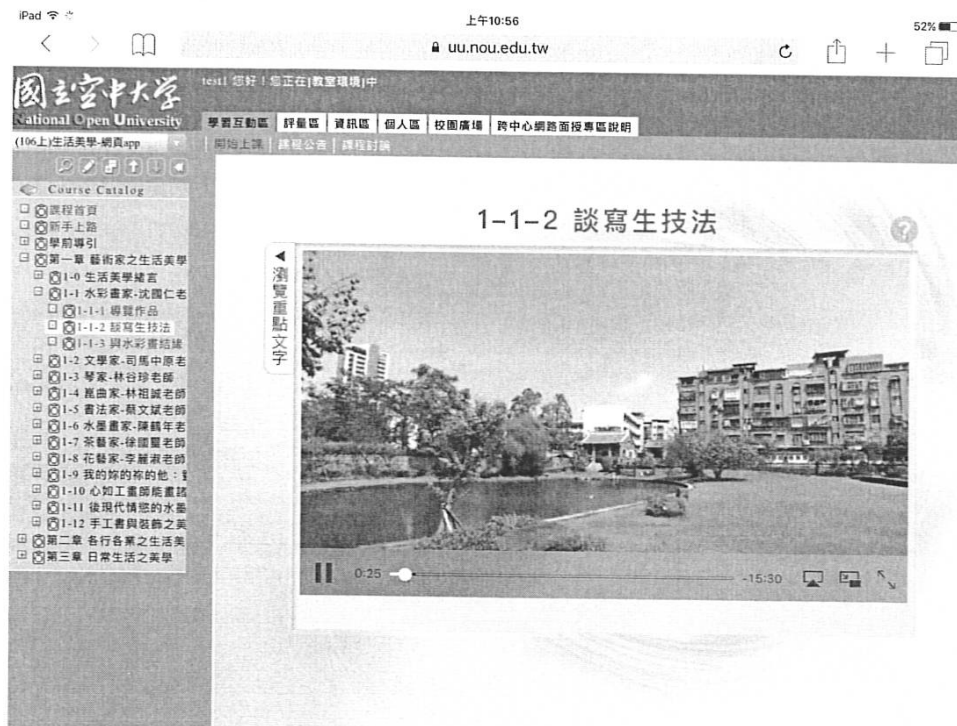 iPad
上午10:56
52%
uu.nou.edu.tw
國立空中大學
National Open University
test1 您好!您正在[教室環境]中
學習互動區 評量區 資訊區 個人區 校園廣場 跨中心網路面授專區說明
(106上)生活美學-網頁app
開始上課 課程公告 課程討論
Course Catalog
課程首頁
新手上路
學前導引
第一章 藝術家之生活美學
1-0 生活美學緒言
1-1 水彩畫家-沈國仁老
1-1-1 導覽作品
1-1-2 談寫生技法
1-1-3 與水彩畫結緣
1-2 文學家-司馬中原老
1-3 琴家-林谷珍老師
1-4 崑曲家-林祖誠老師
1-5 書法家-蔡文斌老師
1-6 水墨畫家-陳鶴年老
1-7 茶藝家-徐國璽老師
1-8 花藝家-李麗淑老師
1-9 我的妳的祢的他:
1-10 心如工畫師能畫諸
1-11 後現代情慾的水墨
1-12 手工書與裝飾之美
第二章 各行各業之生活美
第三章 日常生活之美學
1-1-2 談寫生技法
瀏覽重點文字
0:25
-15:30